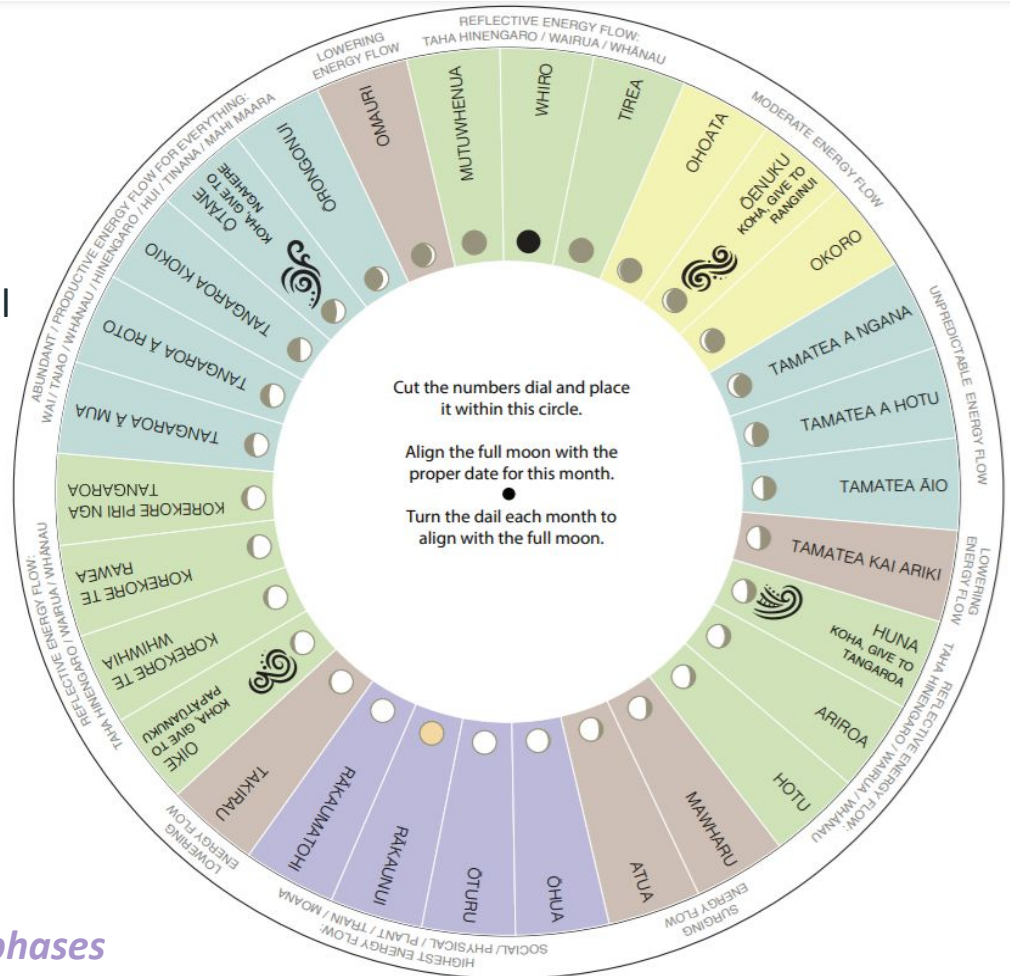 REFLECTIVE ENERGY FLOW:
TAHA HINENGARO / WAIRUA / WHĀNAU
MUTUWHENUA
WHIRO
TIREA
MODERATE ENERGY FLOW
OHOATA
ŌENUKU
KOHA, GIVE TO
RANGINUI
OKORO
UNPREDICTABLE ENERGY FLOW
TAMATEA A NGANA
TAMATEA A HOTU
TAMATEA ĀIO
LOWERING
ENERGY FLOW
TAMATEA KAI ARIKI
REFLECTIVE ENERGY FLOW:
TAHA HINENGARO / WAIRUA / WHĀNAU
HUNA
KOHA, GIVE TO
TANGAROA
ARIROA
HOTU
SURGING
ENERGY FLOW
MAWHARU
ATUA
HIGHEST ENERGY FLOW:
SOCIAL/ PHYSICAL / PLANT / TRAIN / MOANA
ŌHUA
ŌTURU
RĀKAUNUI
RĀKAUMATOHI
LOWERING
ENERGY FLOW
TAKIRAU
REFLECTIVE ENERGY FLOW:
TAHA HINENGARO / WAIRUA / WHĀNAU
OIKE
KOHA, GIVE TO
PAPATŪANUKU
KOREKORE TE
WHIWHIA
KOREKORE TE
RAWEA
KOREKORE PIRI NGA
TANGAROA
ABUNDANT / PRODUCTIVE ENERGY FLOW FOR EVERYTHING:
WAI / TAIAO / WHĀNAU / HINENGARO / HUI / TINANA / MAHI MAARA
TANGAROA Ā MUA
TANGAROA Ā ROTO
TANGAROA KIOKIO
ŌTĀNE
KOHA, GIVE TO
NGAHERE
ŌRONGONUI
LOWERING
ENERGY FLOW
OMAURI
Cut the numbers dial and place
it within this circle.
Align the full moon with the
proper date for this month.
Turn the dail each month to
align with the full moon.
l
phases